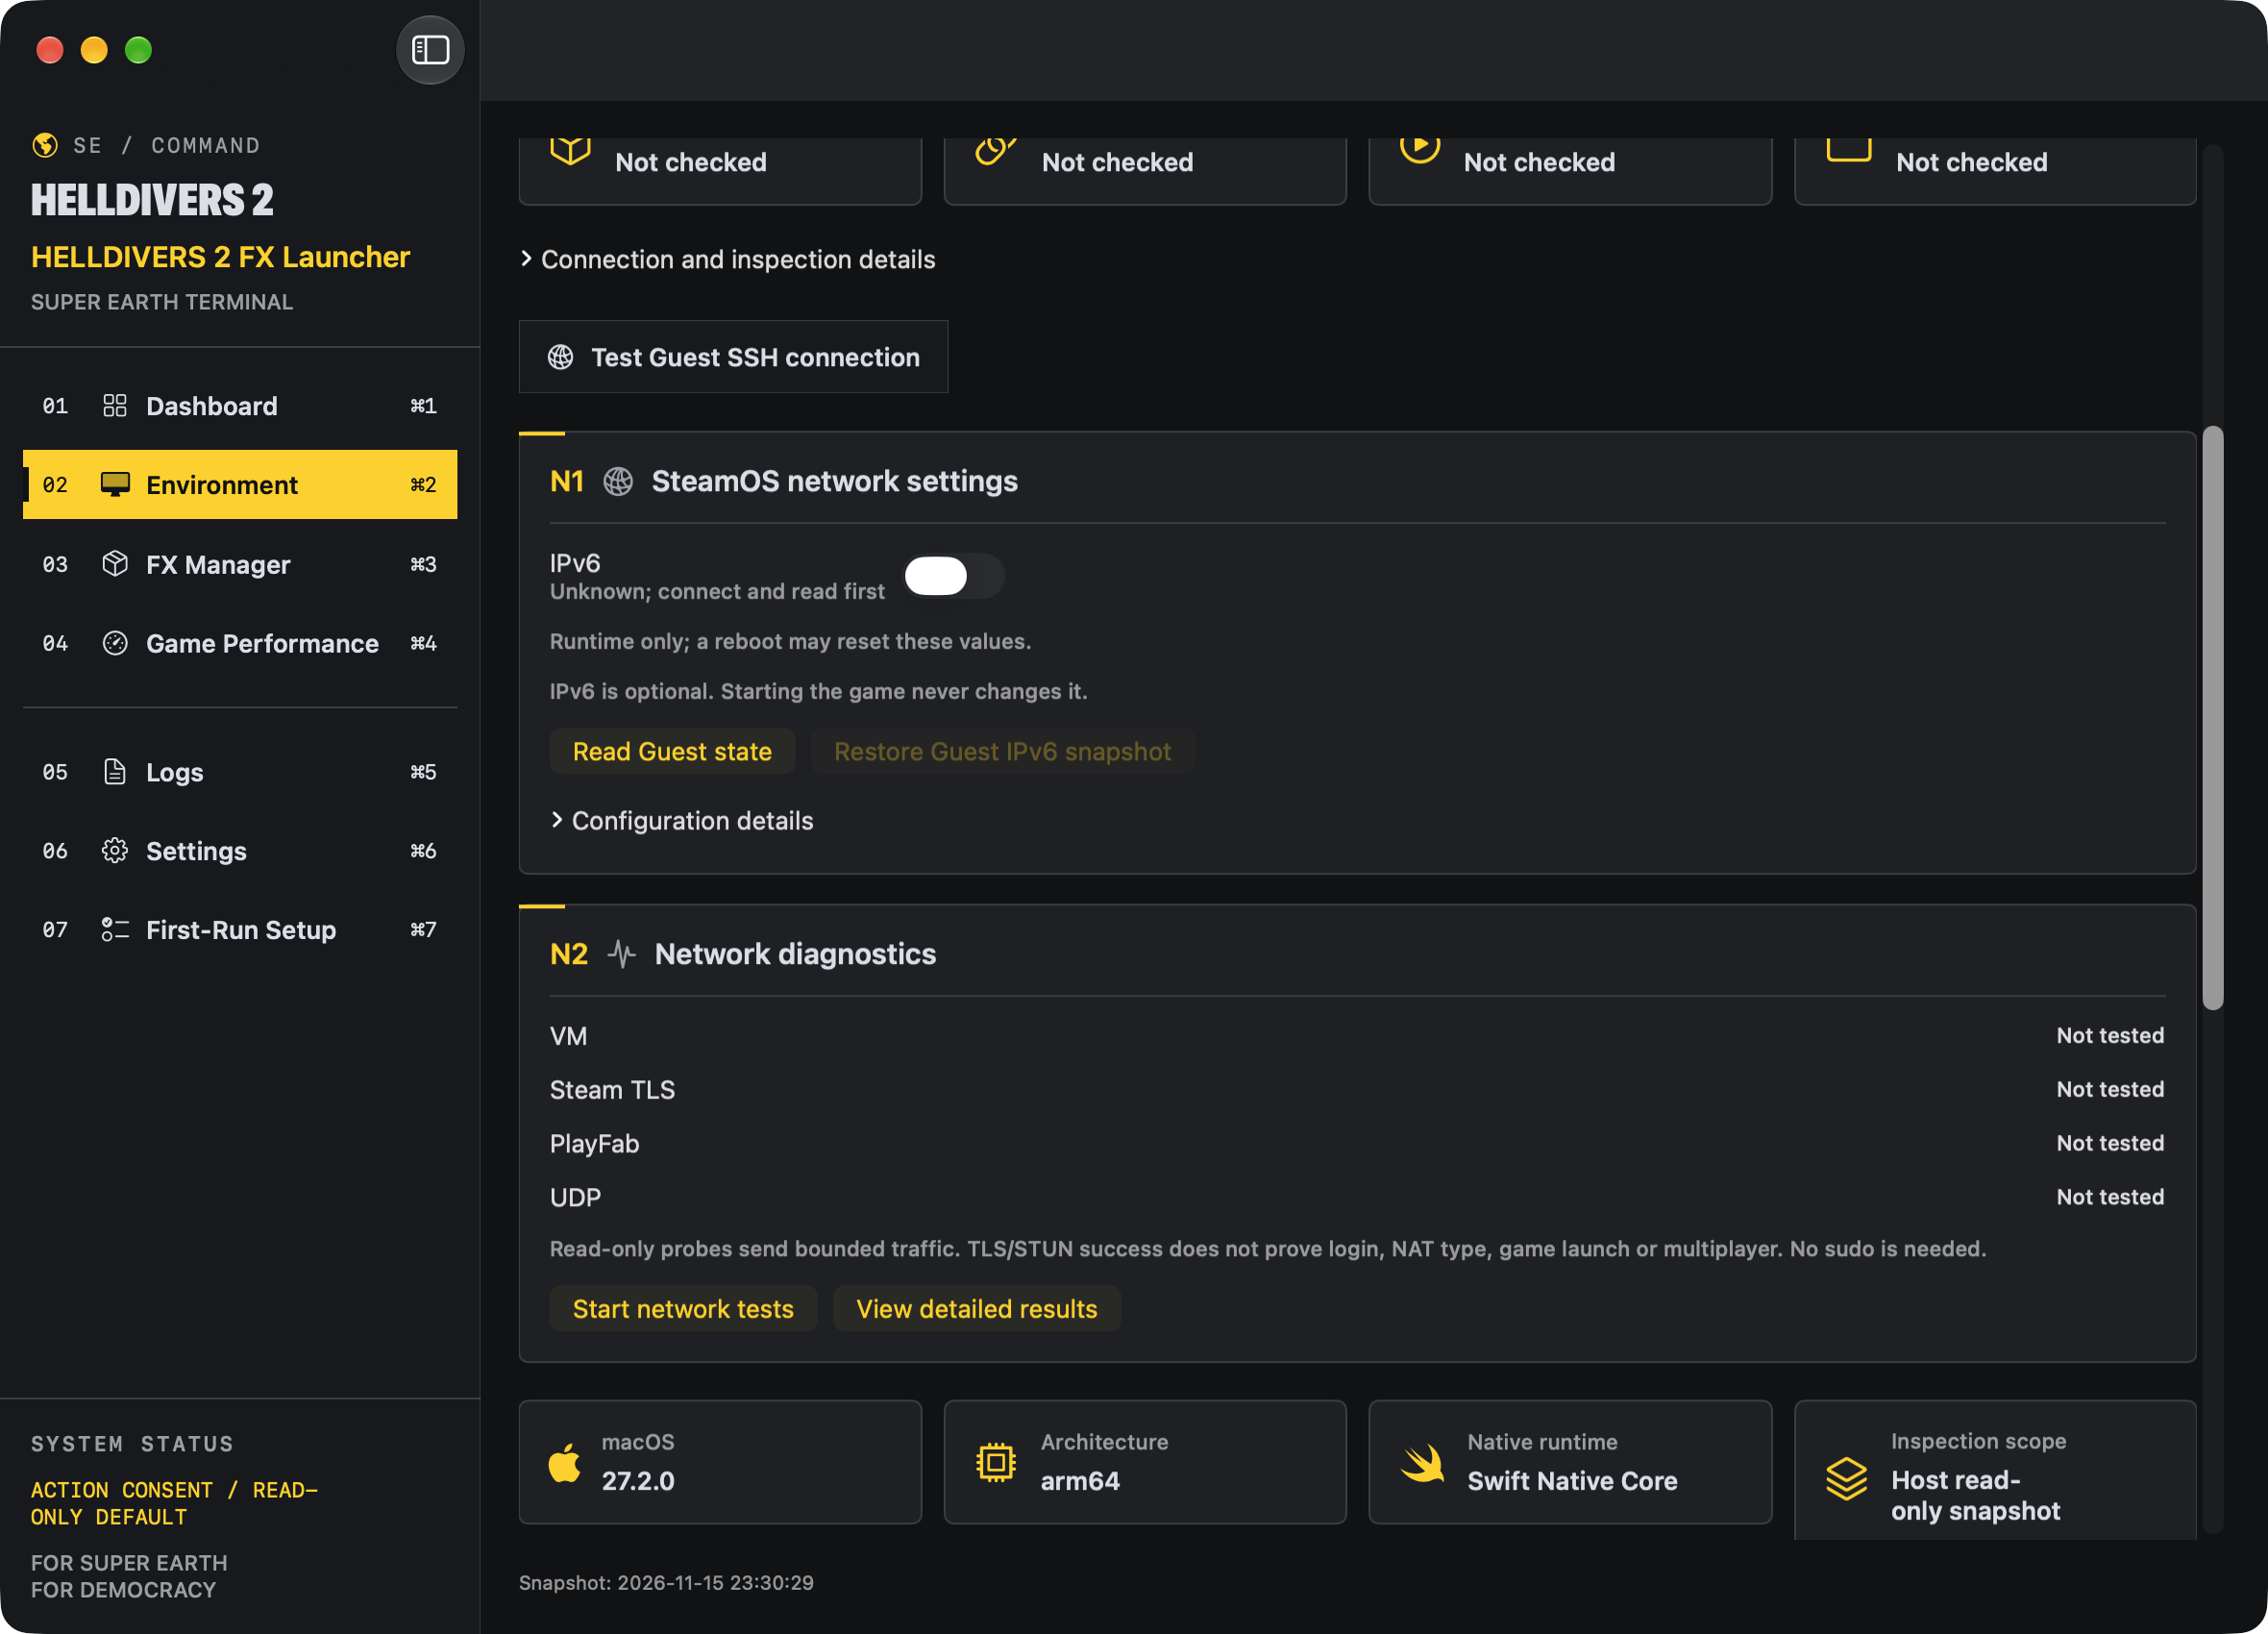 SE / COMMAND
HELLDIVERS 2
HELLDIVERS 2 FX Launcher
SUPER EARTH TERMINAL
01 Dashboard ⌘1
02 Environment ⌘2
03 FX Manager ⌘3
04 Game Performance ⌘4
05 Logs ⌘5
06 Settings ⌘6
07 First-Run Setup ⌘7
SYSTEM STATUS
ACTION CONSENT / READ-
ONLY DEFAULT
FOR SUPER EARTH
FOR DEMOCRACY
Not checked
Not checked
Not checked
Not checked
Connection and inspection details
Test Guest SSH connection
N1 SteamOS network settings
IPv6
Unknown; connect and read first
Runtime only; a reboot may reset these values.
IPv6 is optional. Starting the game never changes it.
Read Guest state
Restore Guest IPv6 snapshot
Configuration details
N2 Network diagnostics
VM Not tested
Steam TLS Not tested
PlayFab Not tested
UDP Not tested
Read-only probes send bounded traffic. TLS/STUN success does not prove login, NAT type, game launch or multiplayer. No sudo is needed.
Start network tests
View detailed results
macOS
27.2.0
Architecture
arm64
Native runtime
Swift Native Core
Inspection scope
Host read-
only snapshot
Snapshot: 2026-11-15 23:30:29